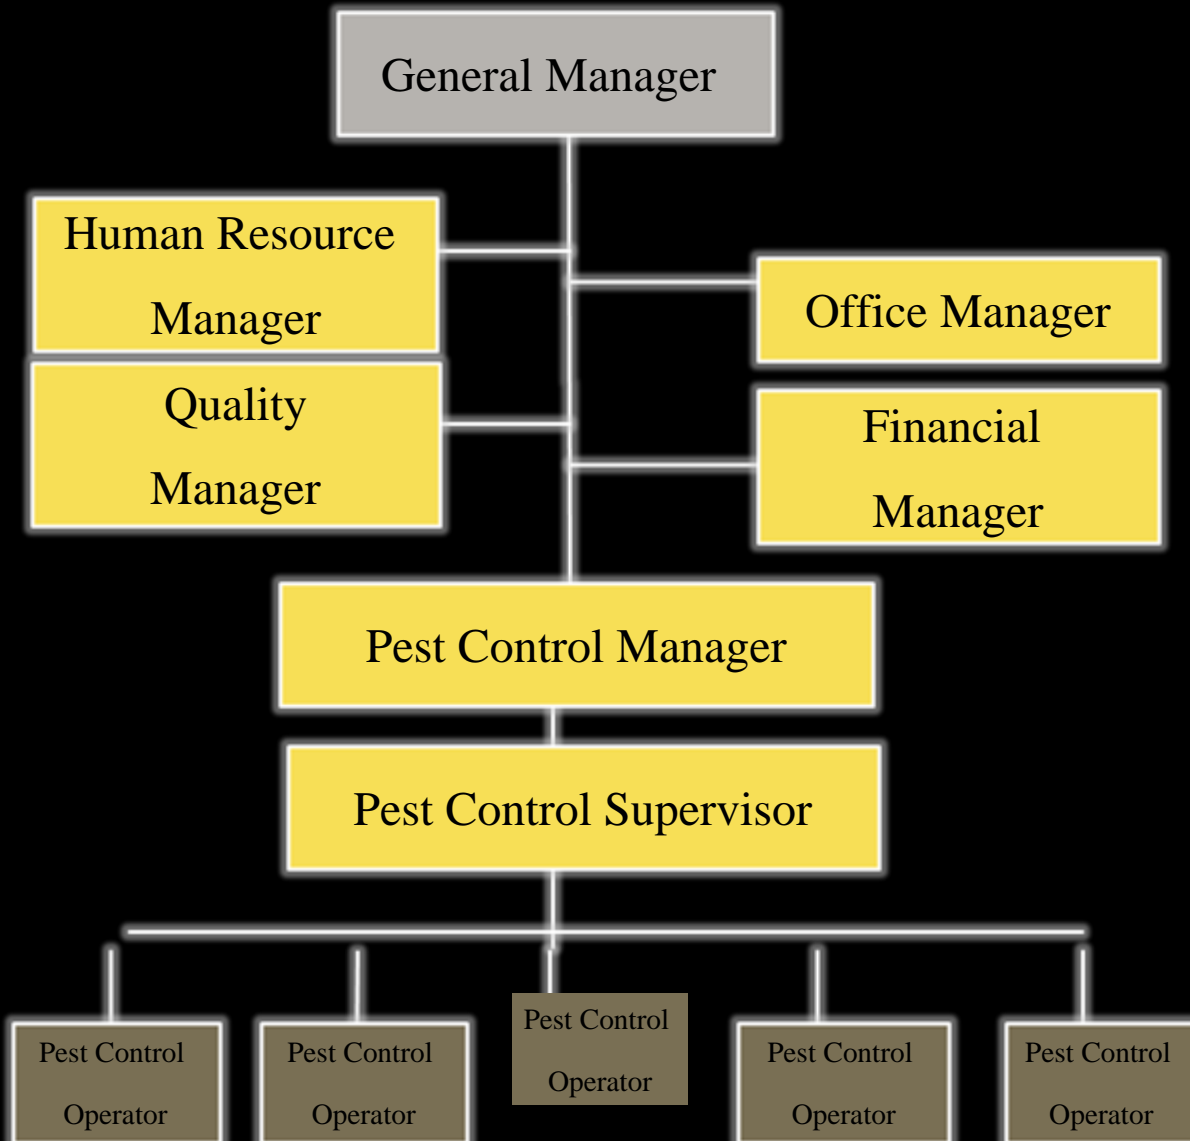 General Manager
Human Resource
Manager
Office Manager
Quality
Manager
Financial
Manager
Pest Control Manager
Pest Control Supervisor
Pest Control
Operator
Pest Control
Operator
Pest Control
Operator
Pest Control
Operator
Pest Control
Operator